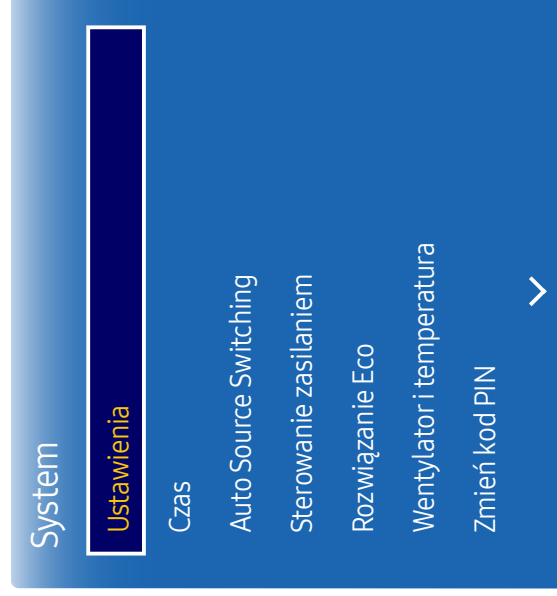 System
Ustawienia
Czas
Auto Source Switching
Sterowanie zasilaniem
Rozwiązanie Eco
Wentylator i temperatura
Zmień kod PIN